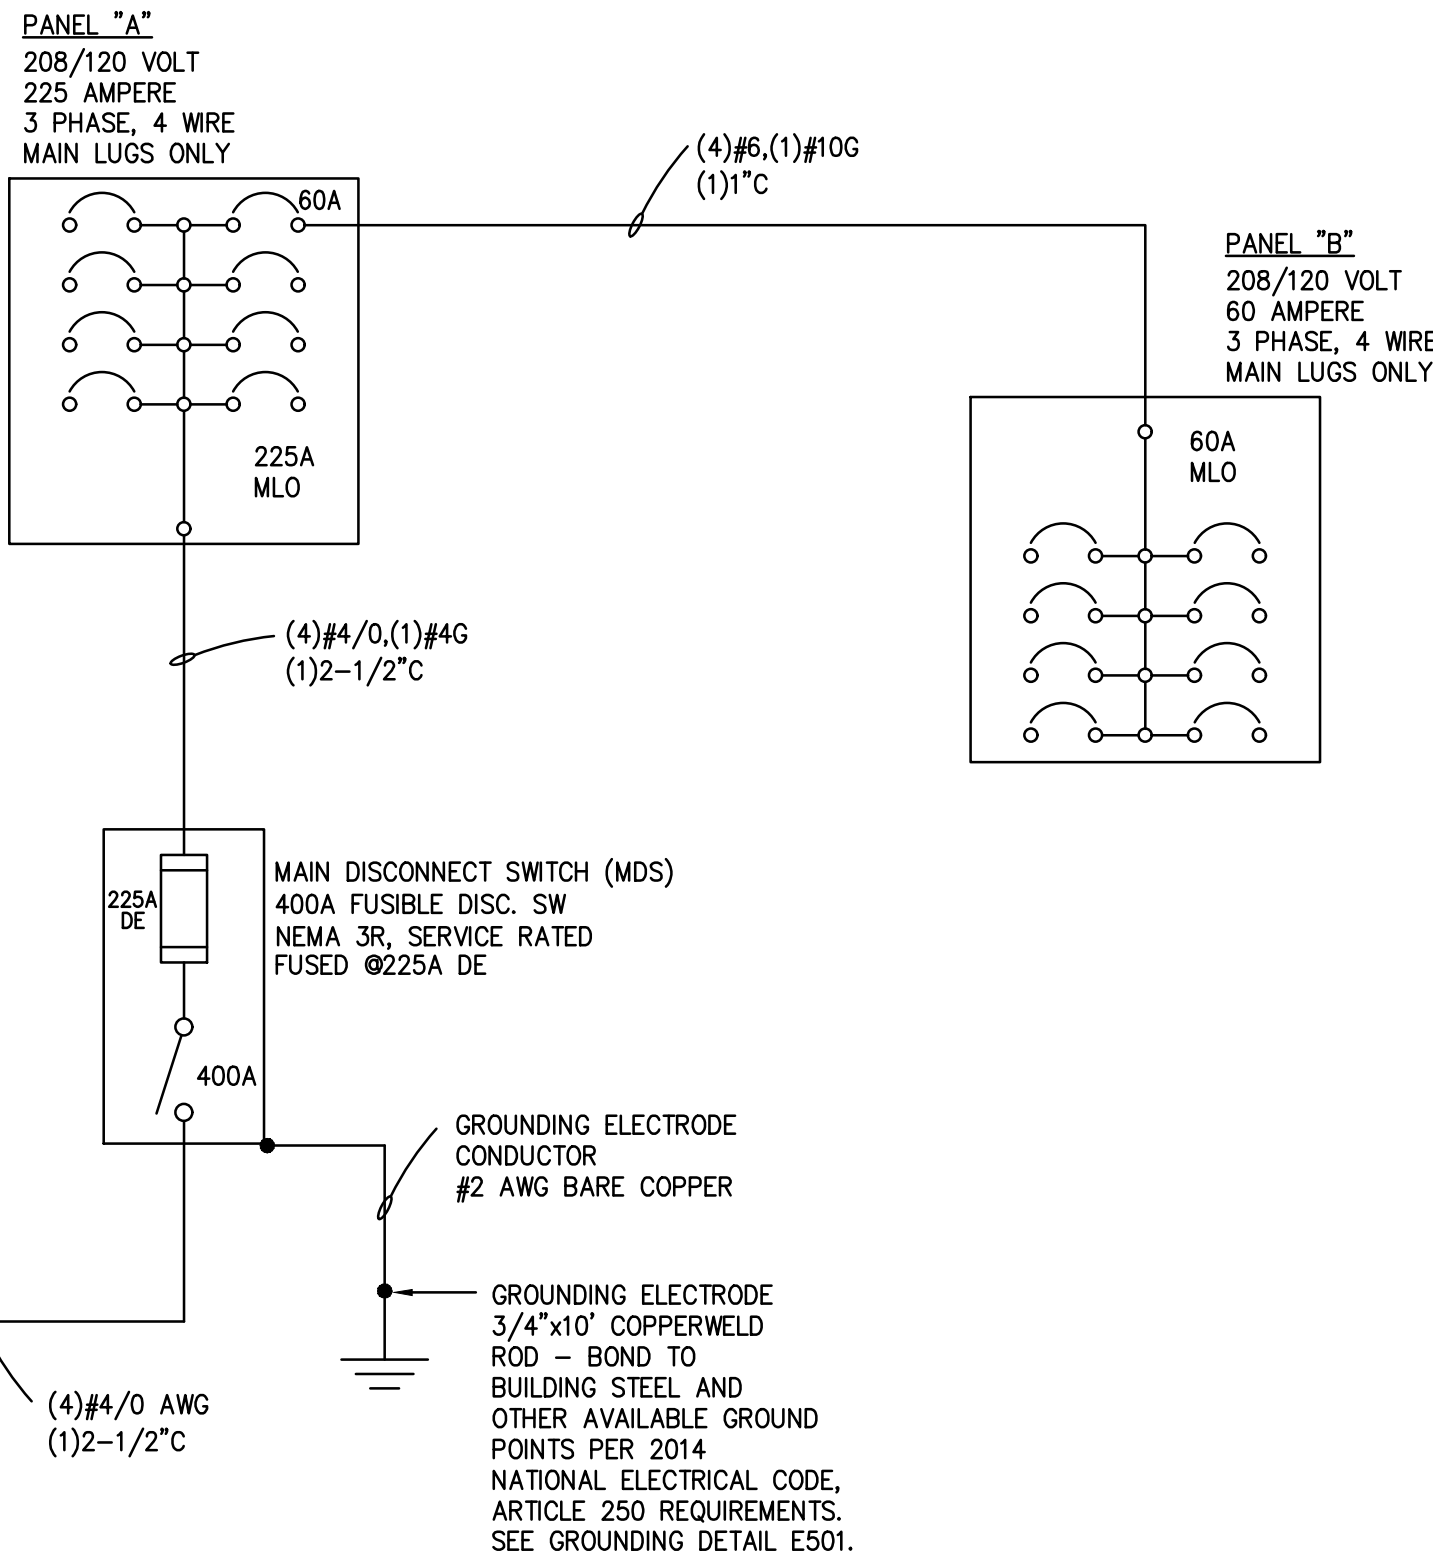 PANEL "A"
208/120 VOLT
225 AMPERE
3 PHASE, 4 WIRE
MAIN LUGS ONLY
60A
225A
MLO
(4)#6,(1)#10G
(1)1"C
PANEL "B"
208/120 VOLT
60 AMPERE
3 PHASE, 4 WIRE
MAIN LUGS ONLY
60A
MLO
(4)#4/0,(1)#4G
(1)2-1/2"C
225A
DE
MAIN DISCONNECT SWITCH (MDS)
400A FUSIBLE DISC. SW
NEMA 3R, SERVICE RATED
FUSED @225A DE
400A
GROUNDING ELECTRODE
CONDUCTOR
#2 AWG BARE COPPER
GROUNDING ELECTRODE
3/4"x10' COPPERWELD
ROD – BOND TO
BUILDING STEEL AND
OTHER AVAILABLE GROUND
POINTS PER 2014
NATIONAL ELECTRICAL CODE,
ARTICLE 250 REQUIREMENTS.
SEE GROUNDING DETAIL E501.
(4)#4/0 AWG
(1)2-1/2"C